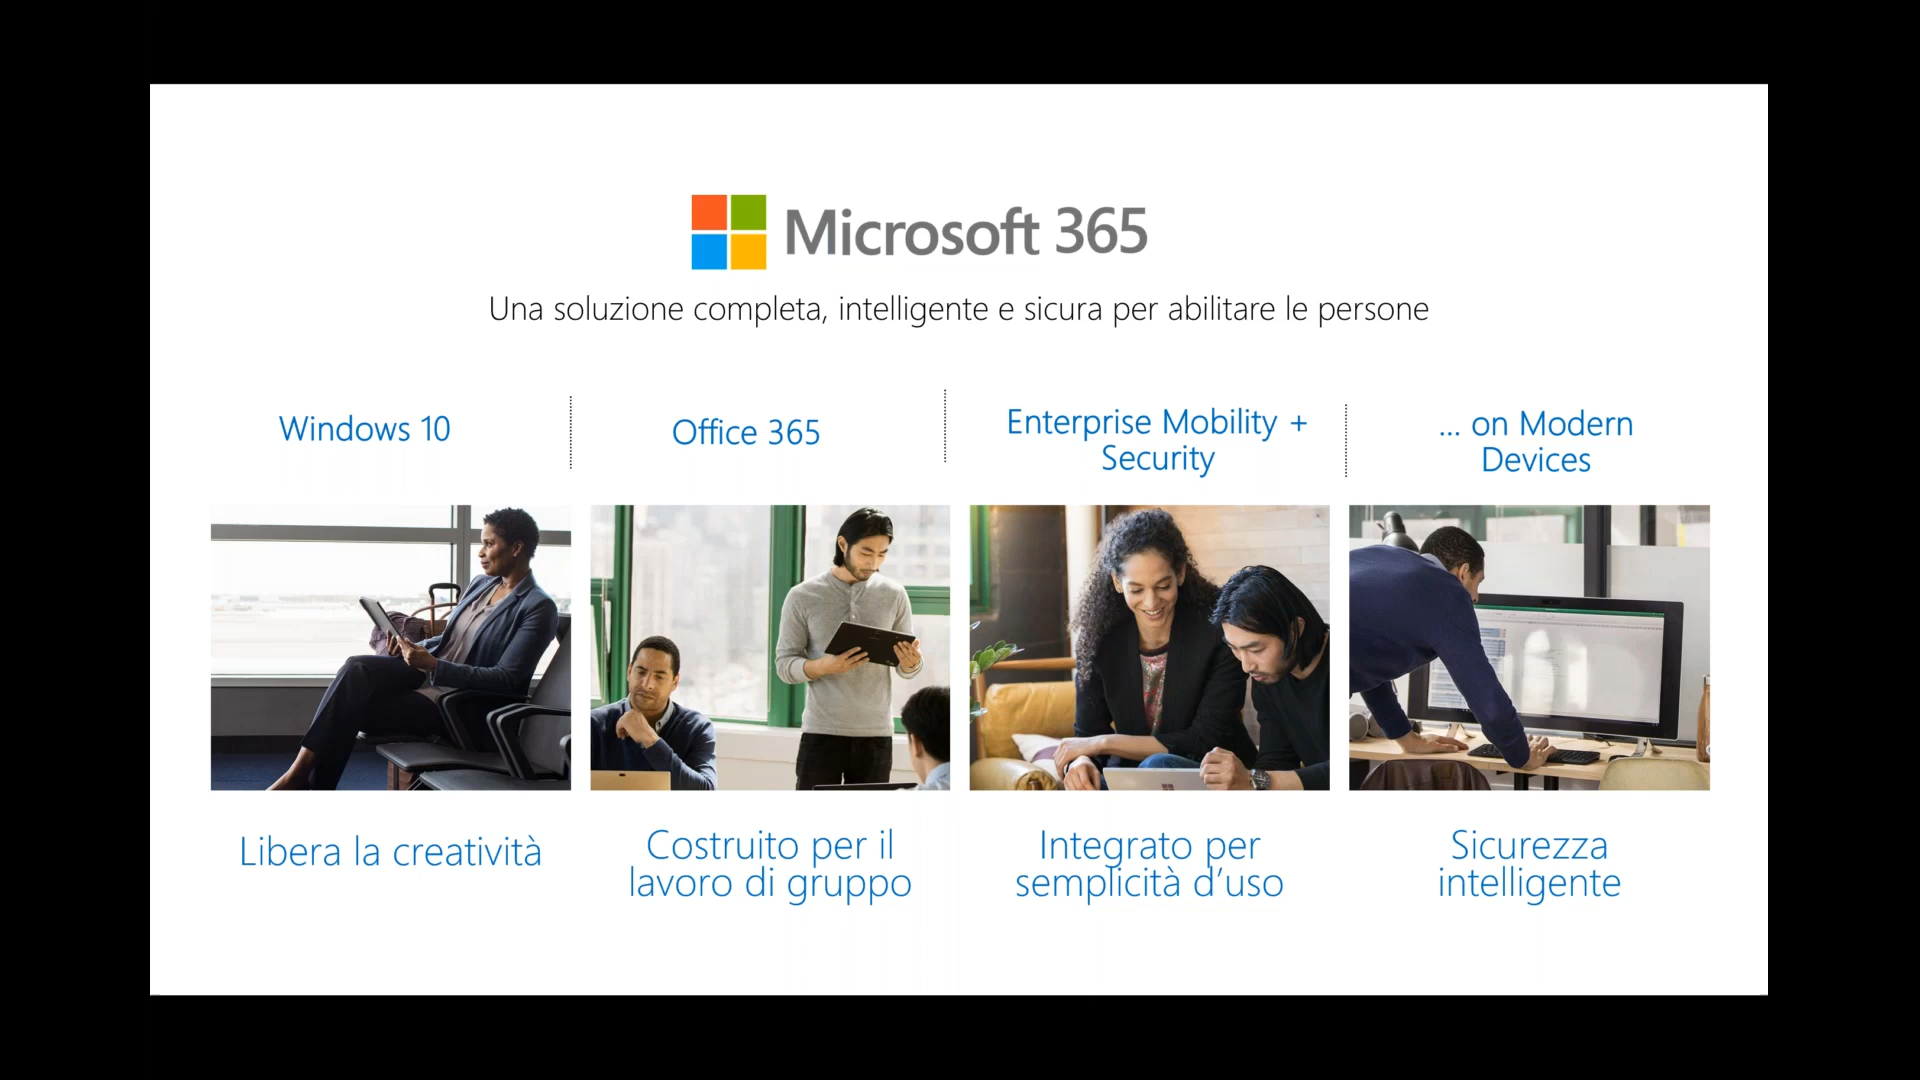 Microsoft 365
Una soluzione completa, intelligente e sicura per abilitare le persone
Windows 10
Office 365
Enterprise Mobility +
Security
... on Modern
Devices
Libera la creatività
Costruito per il
lavoro di gruppo
Integrato per
semplicità d'uso
Sicurezza
intelligente